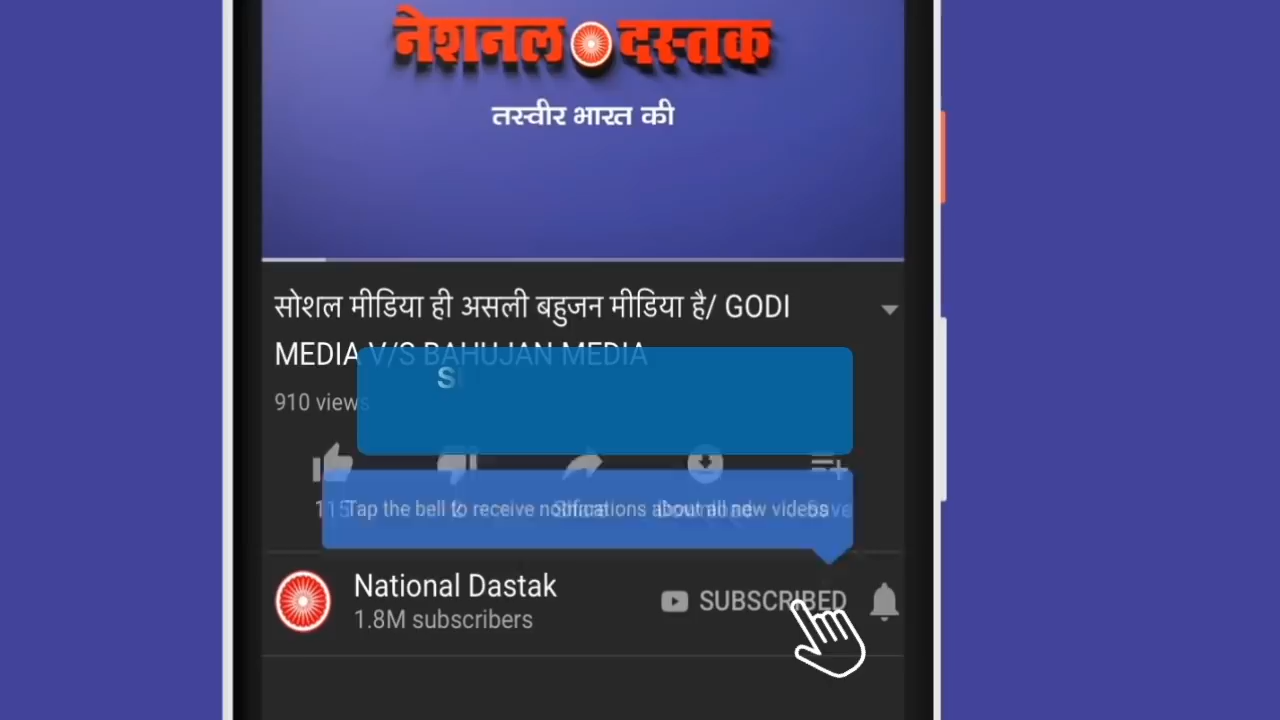 नेशनल दस्तक
तस्वीर भारत की
सोशल मीडिया ही असली बहुजन मीडिया है/ GODI
MEDIA V/S BAHUJAN MEDIA
910 views
S
Tap the bell to receive notifications about all new videos
Share
National Dastak
1.8M subscribers
SUBSCRIBED